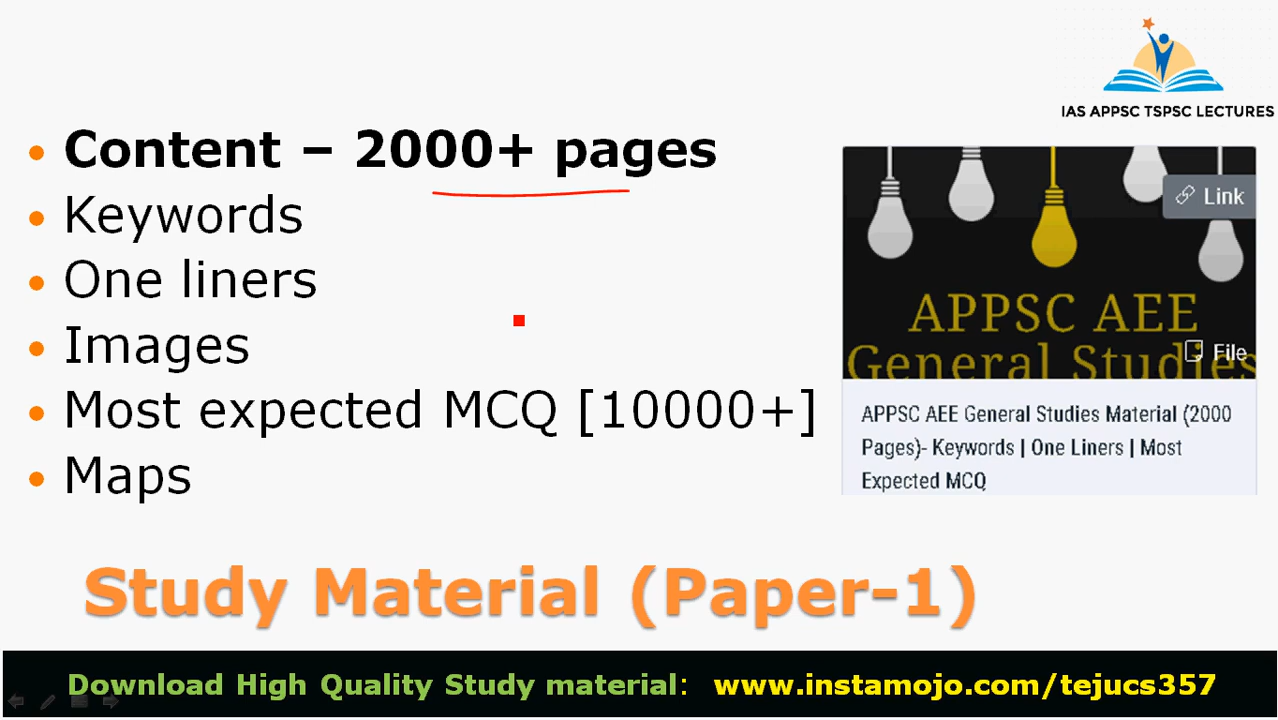 IAS APPSC TSPSC LECTURES
Content – 2000+ pages
Keywords
One liners
Images
Most expected MCQ [10000+]
Maps
Link
APPSC AEE
General Studies
File
APPSC AEE General Studies Material (2000
Pages)- Keywords | One Liners | Most
Expected MCQ
Study Material (Paper-1)
Download High Quality Study material: www.instamojo.com/tejucs357